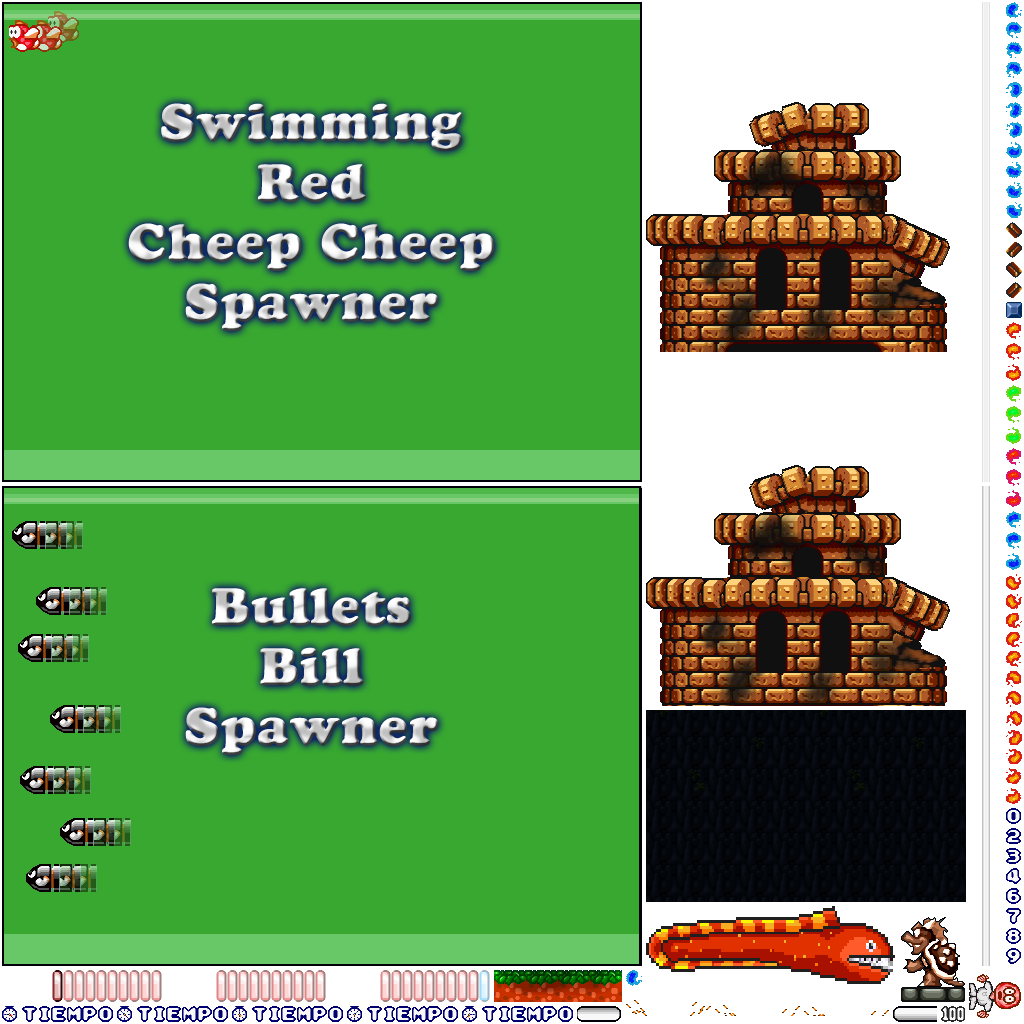 Swimming
Red
Cheep Cheep
Spawner
Bullets
Bill
Spawner
0
2
3
4
6
7
8
9
TIEMPO TIEMPO TIEMPO TIEMPO TIEMPO
100
8